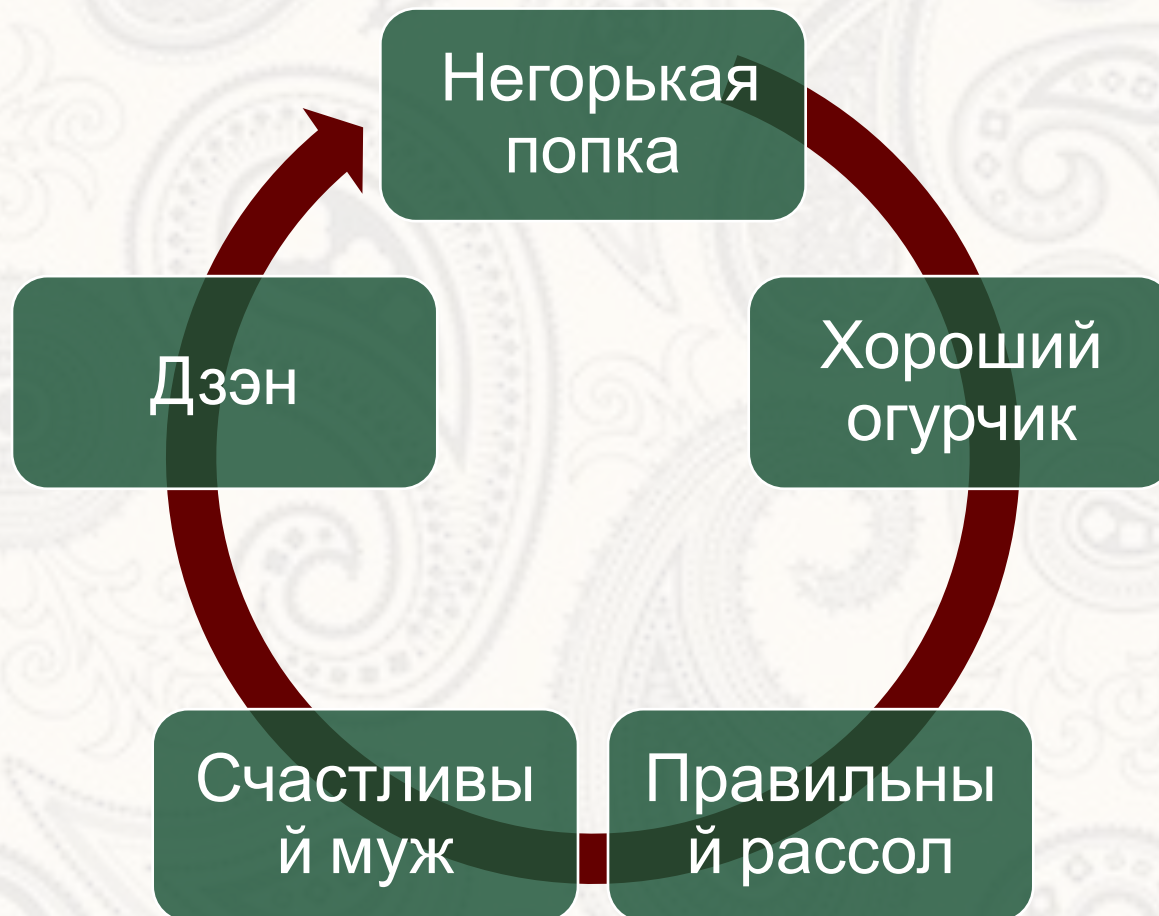 Негорькая
попка
Хороший
огурчик
Правильны
й рассол
Счастливы
й муж
Дзэн